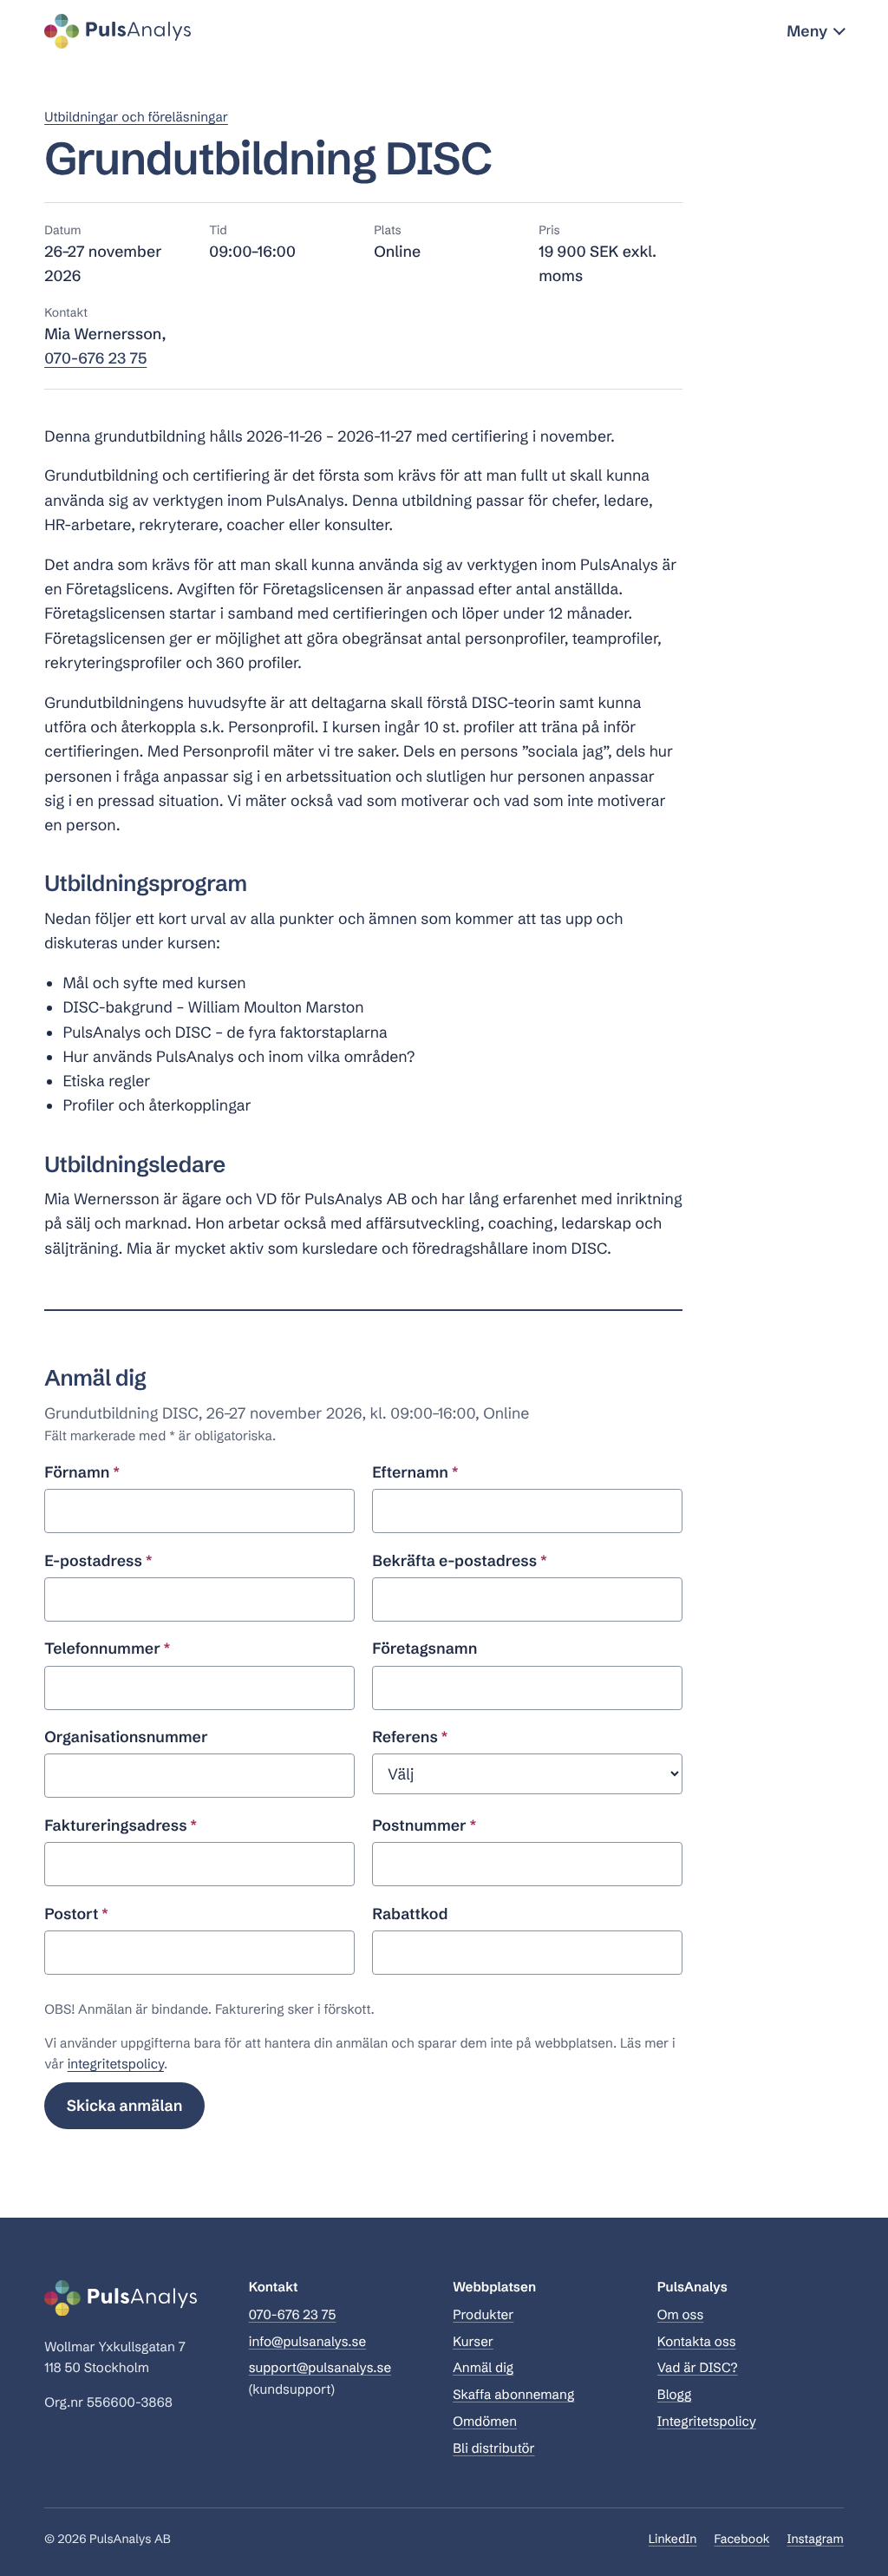 PulsAnalys
Meny
Utbildningar och föreläsningar
Grundutbildning DISC
Datum
26–27 november
2026
Tid
09:00–16:00
Plats
Online
Pris
19 900 SEK exkl.
moms
Kontakt
Mia Wernersson,
070-676 23 75
Denna grundutbildning hålls 2026-11-26 – 2026-11-27 med certifiering i november.
Grundutbildning och certifiering är det första som krävs för att man fullt ut skall kunna
använda sig av verktygen inom PulsAnalys. Denna utbildning passar för chefer, ledare,
HR-arbetare, rekryterare, coacher eller konsulter.
Det andra som krävs för att man skall kunna använda sig av verktygen inom PulsAnalys är
en Företagslicens. Avgiften för Företagslicensen är anpassad efter antal anställda.
Företagslicensen startar i samband med certifieringen och löper under 12 månader.
Företagslicensen ger er möjlighet att göra obegränsat antal personprofiler, teamprofiler,
rekryteringsprofiler och 360 profiler.
Grundutbildningens huvudsyfte är att deltagarna skall förstå DISC-teorin samt kunna
utföra och återkoppla s.k. Personprofil. I kursen ingår 10 st. profiler att träna på inför
certifieringen. Med Personprofil mäter vi tre saker. Dels en persons ”sociala jag”, dels hur
personen i fråga anpassar sig i en arbetssituation och slutligen hur personen anpassar
sig i en pressad situation. Vi mäter också vad som motiverar och vad som inte motiverar
en person.
Utbildningsprogram
Nedan följer ett kort urval av alla punkter och ämnen som kommer att tas upp och
diskuteras under kursen:
• Mål och syfte med kursen
• DISC-bakgrund – William Moulton Marston
• PulsAnalys och DISC – de fyra faktorstaplarna
• Hur används PulsAnalys och inom vilka områden?
• Etiska regler
• Profiler och återkopplingar
Utbildningsledare
Mia Wernersson är ägare och VD för PulsAnalys AB och har lång erfarenhet med inriktning
på sälj och marknad. Hon arbetar också med affärsutveckling, coaching, ledarskap och
säljträning. Mia är mycket aktiv som kursledare och föredragshållare inom DISC.
Anmäl dig
Grundutbildning DISC, 26–27 november 2026, kl. 09:00–16:00, Online
Fält markerade med * är obligatoriska.
Förnamn *
Efternamn *
E-postadress *
Bekräfta e-postadress *
Telefonnummer *
Företagsnamn
Organisationsnummer
Referens *
Välj
Faktureringsadress *
Postnummer *
Postort *
Rabattkod
OBS! Anmälan är bindande. Fakturering sker i förskott.
Vi använder uppgifterna bara för att hantera din anmälan och sparar dem inte på webbplatsen. Läs mer i
vår integritetspolicy.
Skicka anmälan
PulsAnalys
Wollmar Yxkullsgatan 7
118 50 Stockholm
Org.nr 556600-3868
Kontakt
070-676 23 75
info@pulsanalys.se
support@pulsanalys.se
(kundsupport)
Webbplatsen
Produkter
Kurser
Anmäl dig
Skaffa abonnemang
Omdömen
Bli distributör
PulsAnalys
Om oss
Kontakta oss
Vad är DISC?
Blogg
Integritetspolicy
© 2026 PulsAnalys AB
LinkedIn
Facebook
Instagram